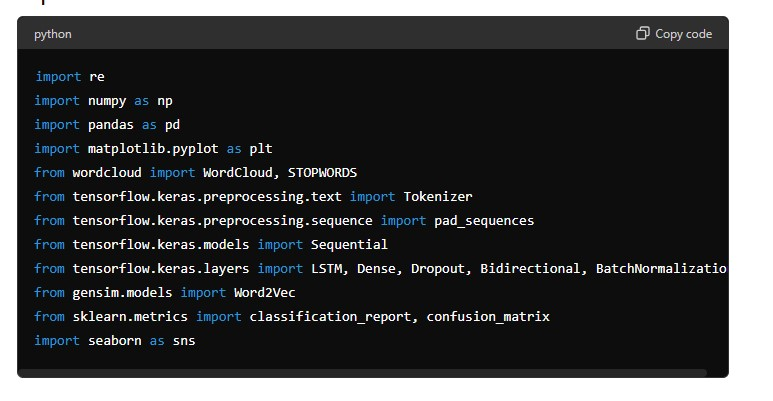 python
Copy code
import re
import numpy as np
import pandas as pd
import matplotlib.pyplot as plt
from wordcloud import WordCloud, STOPWORDS
from tensorflow.keras.preprocessing.text import Tokenizer
from tensorflow.keras.preprocessing.sequence import pad_sequences
from tensorflow.keras.models import Sequential
from tensorflow.keras.layers import LSTM, Dense, Dropout, Bidirectional, BatchNormalizatio
from gensim.models import Word2Vec
from sklearn.metrics import classification_report, confusion_matrix
import seaborn as sns